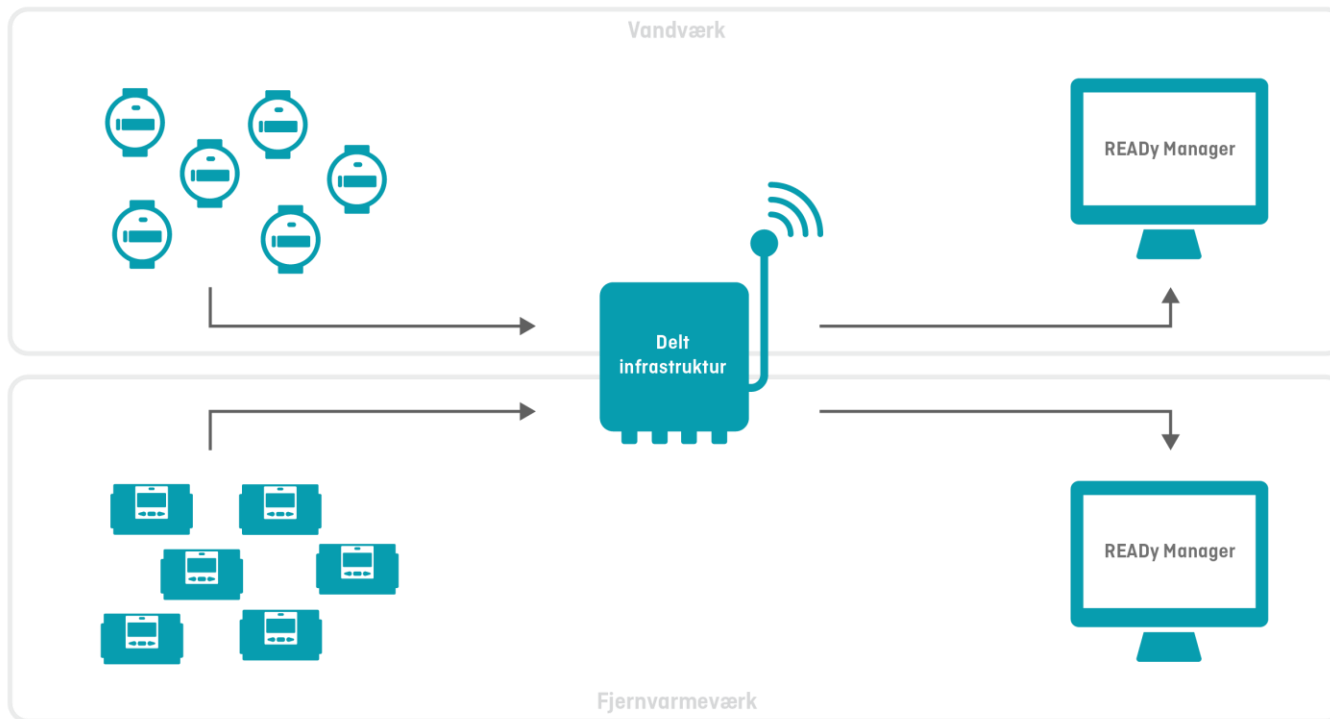 Vandværk
READy Manager
Delt
infrastruktur
READy Manager
Fjernvarmeværk